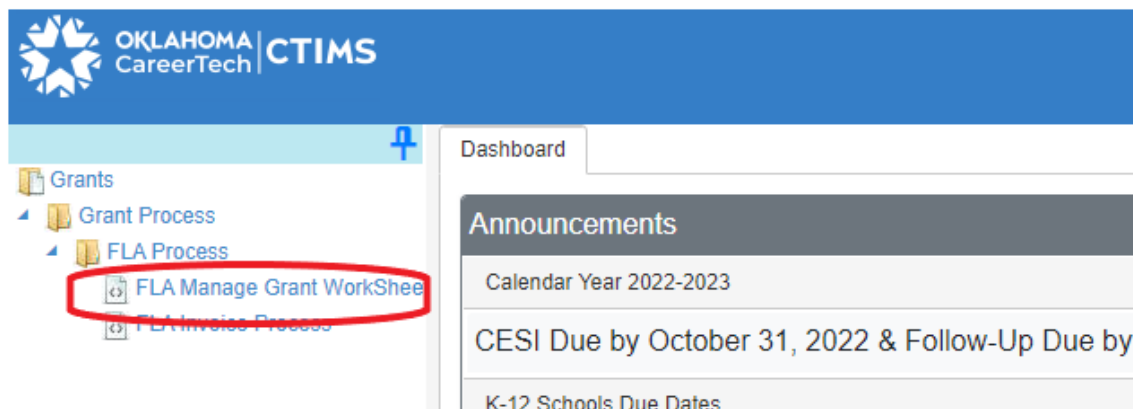 OKLAHOMA
CareerTech
CTIMS
Grants
Grant Process
FLA Process
FLA Manage Grant WorkShee
FLA Invoice Process
Dashboard
Announcements
Calendar Year 2022-2023
CESI Due by October 31, 2022 & Follow-Up Due by
K-12 Schools Due Dates